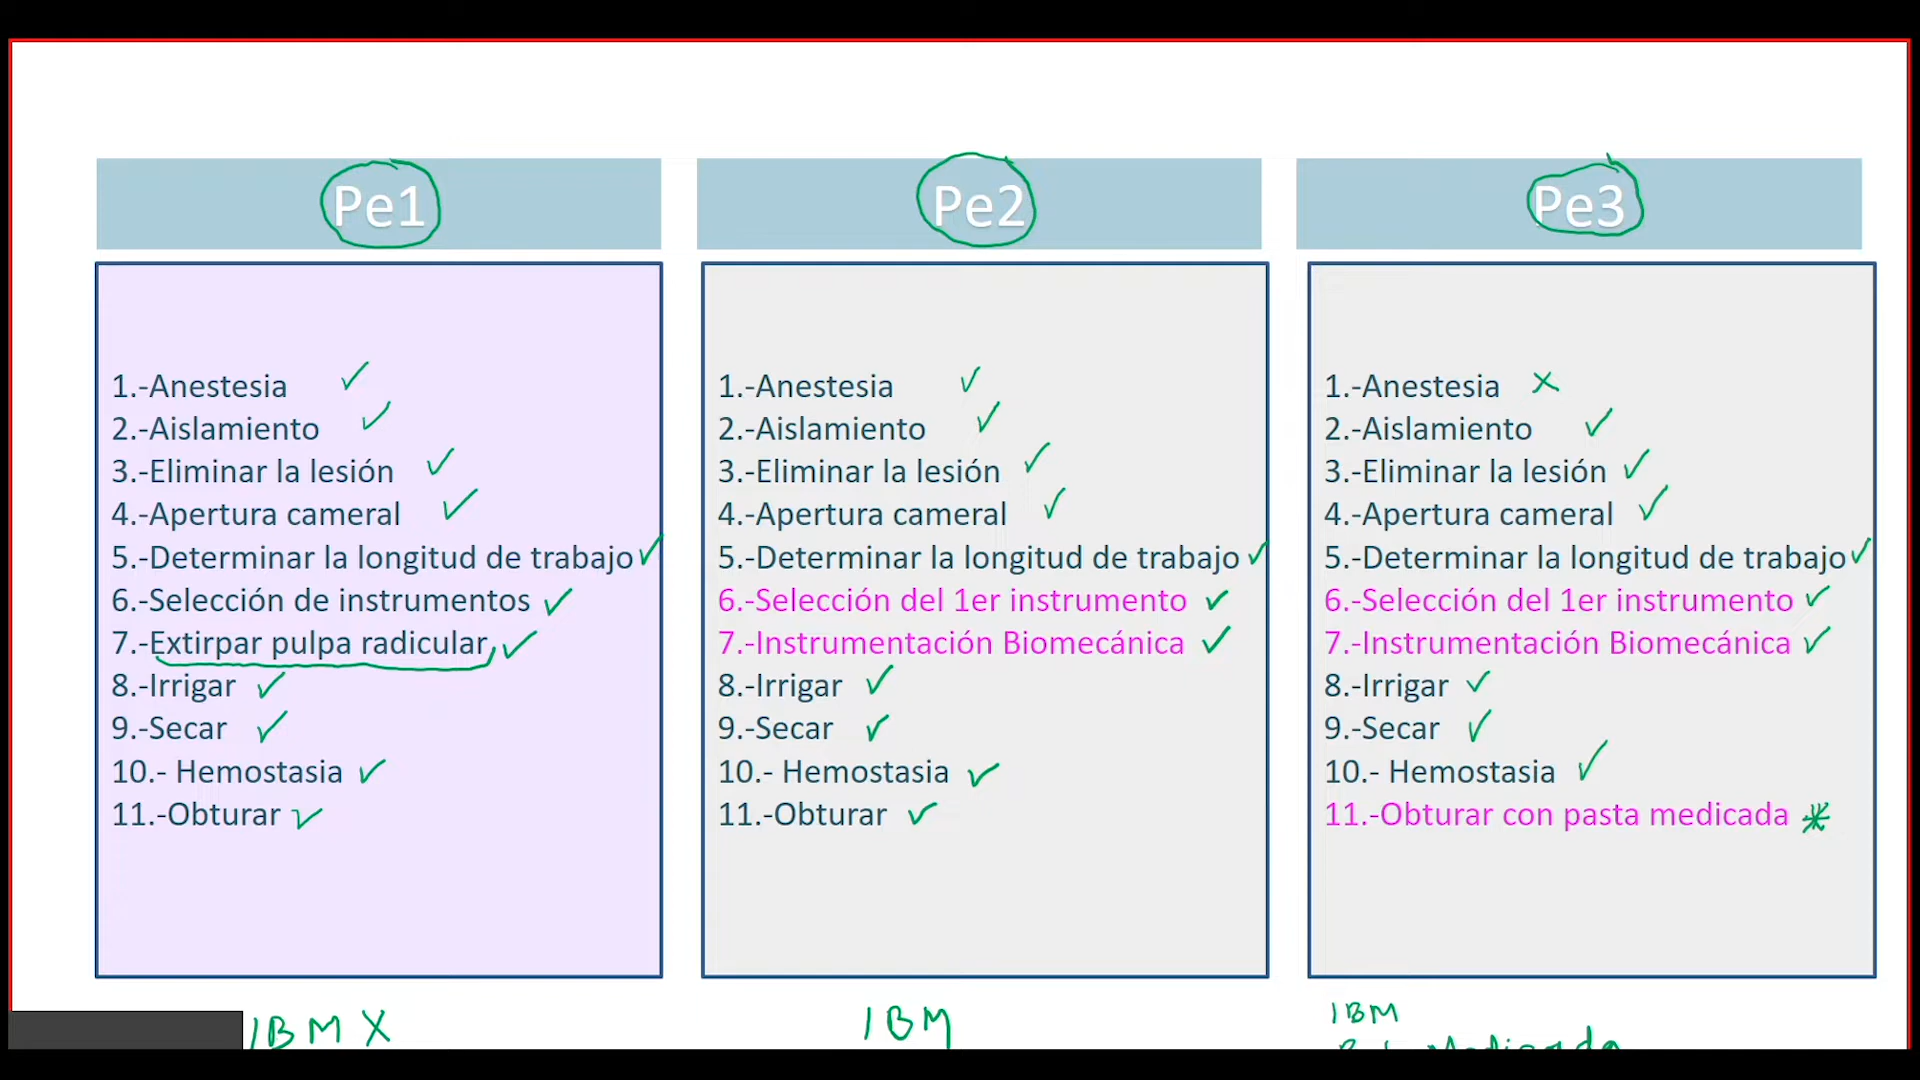 Pe1
1.-Anestesia
2.-Aislamiento
3.-Eliminar la lesión
4.-Apertura cameral
5.-Determinar la longitud de trabajo
6.-Selección de instrumentos
7.-Extirpar pulpa radicular
8.-Irrigar
9.-Secar
10.- Hemostasia
11.-Obturar
IBM X
Pe2
1.-Anestesia
2.-Aislamiento
3.-Eliminar la lesión
4.-Apertura cameral
5.-Determinar la longitud de trabajo
6.-Selección del 1er instrumento
7.-Instrumentación Biomecánica
8.-Irrigar
9.-Secar
10.- Hemostasia
11.-Obturar
IBM
Pe3
1.-Anestesia
2.-Aislamiento
3.-Eliminar la lesión
4.-Apertura cameral
5.-Determinar la longitud de trabajo
6.-Selección del 1er instrumento
7.-Instrumentación Biomecánica
8.-Irrigar
9.-Secar
10.- Hemostasia
11.-Obturar con pasta medicada
IBM